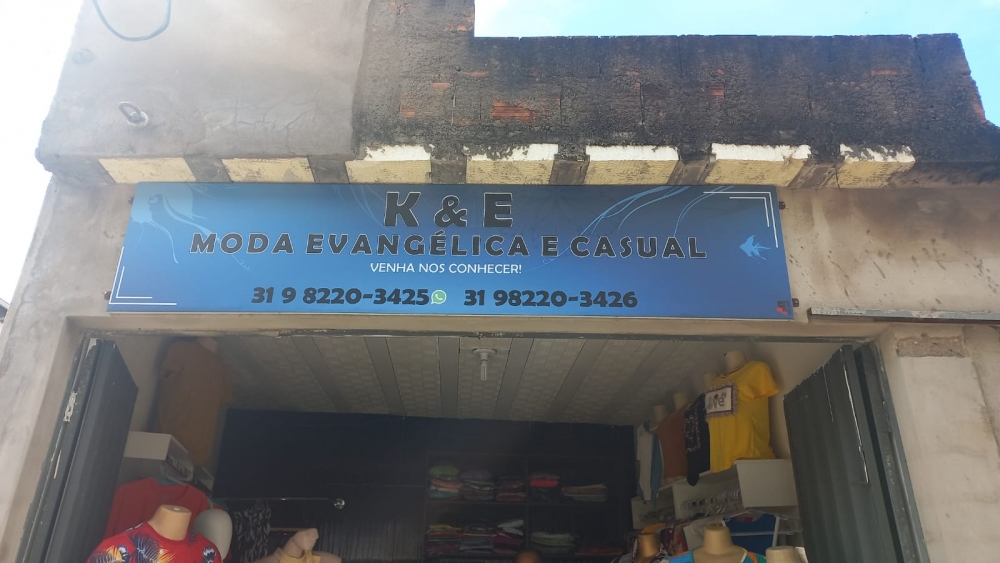 K & E
MODA EVANGÉLICA E CASUAL
VENHA NOS CONHECER!
31 9 8220-3425 31 98220-3426